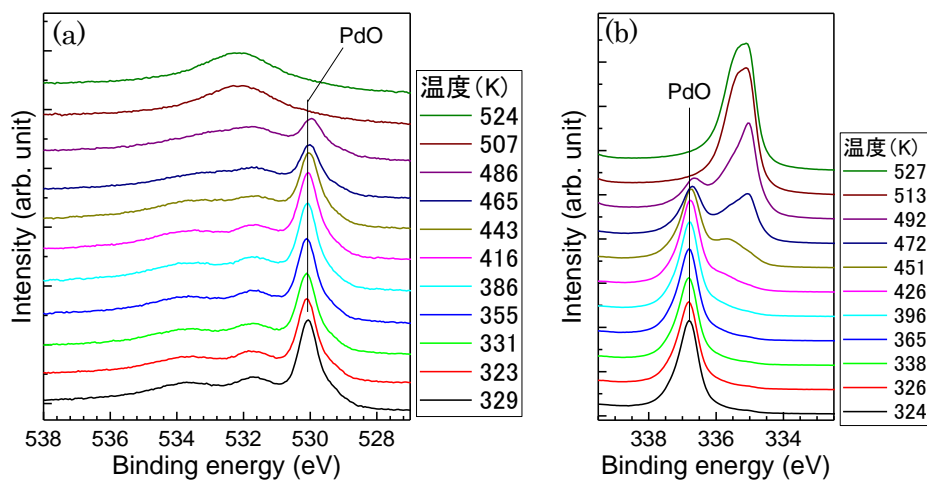 (a)
PdO
Intensity (arb. unit)
538 536 534 532 530 528
Binding energy (eV)
温度(K)
524
507
486
465
443
416
386
355
331
323
329
(b)
PdO
Intensity (arb. unit)
338 336 334
Binding energy (eV)
温度(K)
527
513
492
472
451
426
396
365
338
326
324